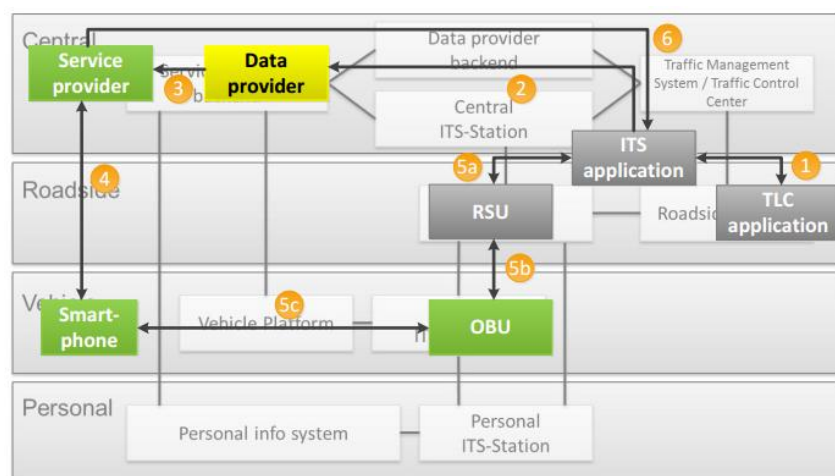 Central
Service
provider
3
Data
provider
Data provider
backend
2
Central
ITS-Station
6
Traffic Management
System / Traffic Control
Center
ITS
application
1
5a
4
Roadside
RSU
TLC
application
5b
Vehicle
5c
Smart-
phone
Vehicle Platform
OBU
Personal
Personal info system
Personal
ITS-Station